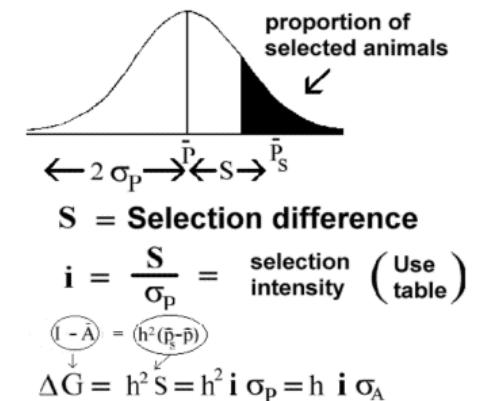 proportion of
selected animals
P̄ P̄s
2 σP S
S = Selection difference
i = S / σP = selection intensity (Use table)
I - Ā = h²(p̄s-p̄)
ΔG = h² S = h² i σP = h i σA